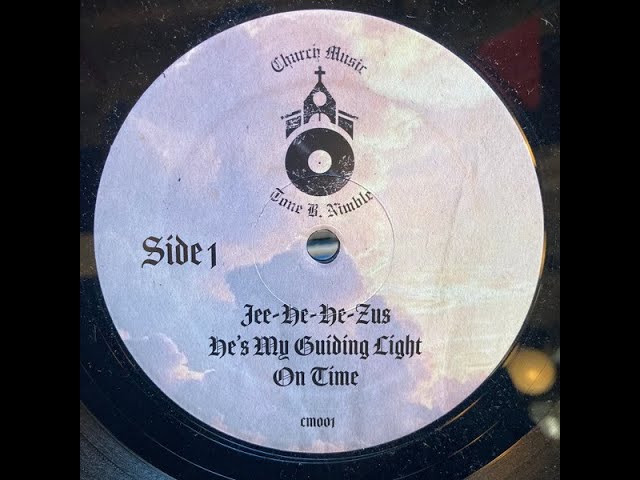 Church Music
Tone B. Nimble
Side 1
Jee-He-He-Zus
He's My Guiding Light
On Time
CM001